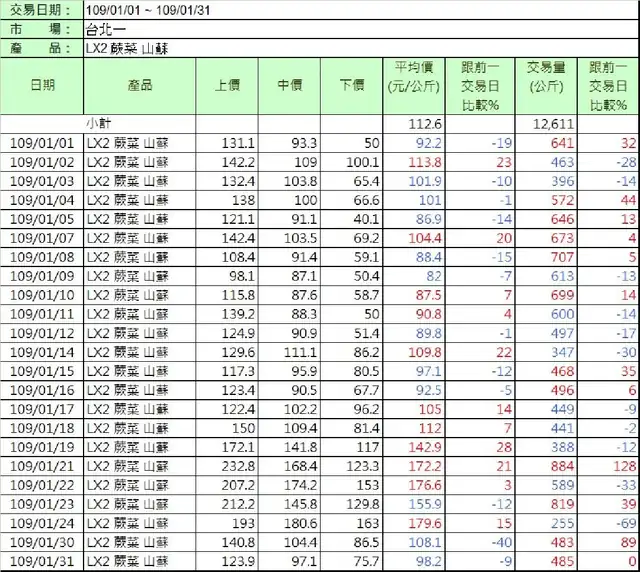 交易日期： 109/01/01 ~ 109/01/31
市　　場： 台北一
產　　品： LX2 蕨菜 山蘇
日期 產品 上價 中價 下價 平均價 (元/公斤) 跟前一交易日比較% 交易量 (公斤) 跟前一交易日比較%
小計 112.6 12,611
109/01/01 LX2 蕨菜 山蘇 131.1 93.3 50 92.2 -19 641 32
109/01/02 LX2 蕨菜 山蘇 142.2 109 100.1 113.8 23 463 -28
109/01/03 LX2 蕨菜 山蘇 132.4 103.8 65.4 101.9 -10 396 -14
109/01/04 LX2 蕨菜 山蘇 138 100 66.6 101 -1 572 44
109/01/05 LX2 蕨菜 山蘇 121.1 91.1 40.1 86.9 -14 646 13
109/01/07 LX2 蕨菜 山蘇 142.4 103.5 69.2 104.4 20 673 4
109/01/08 LX2 蕨菜 山蘇 108.4 91.4 59.1 88.4 -15 707 5
109/01/09 LX2 蕨菜 山蘇 98.1 87.1 50.4 82 -7 613 -13
109/01/10 LX2 蕨菜 山蘇 115.8 87.6 58.7 87.5 7 699 14
109/01/11 LX2 蕨菜 山蘇 139.2 88.3 50 90.8 4 600 -14
109/01/12 LX2 蕨菜 山蘇 124.9 90.9 51.4 89.8 -1 497 -17
109/01/14 LX2 蕨菜 山蘇 129.6 111.1 86.2 109.8 22 347 -30
109/01/15 LX2 蕨菜 山蘇 117.3 95.9 80.5 97.1 -12 468 35
109/01/16 LX2 蕨菜 山蘇 123.4 90.5 67.7 92.5 -5 496 6
109/01/17 LX2 蕨菜 山蘇 122.4 102.2 96.2 105 14 449 -9
109/01/18 LX2 蕨菜 山蘇 150 109.4 81.4 112 7 441 -2
109/01/19 LX2 蕨菜 山蘇 172.1 141.8 117 142.9 28 388 -12
109/01/21 LX2 蕨菜 山蘇 232.8 168.4 123.3 172.2 21 884 128
109/01/22 LX2 蕨菜 山蘇 207.2 174.2 153 176.6 3 589 -33
109/01/23 LX2 蕨菜 山蘇 212.2 145.8 129.8 155.9 -12 819 39
109/01/24 LX2 蕨菜 山蘇 193 180.6 163 179.6 15 255 -69
109/01/30 LX2 蕨菜 山蘇 140.8 104.4 86.5 108.1 -40 483 89
109/01/31 LX2 蕨菜 山蘇 123.9 97.1 75.7 98.2 -9 485 0